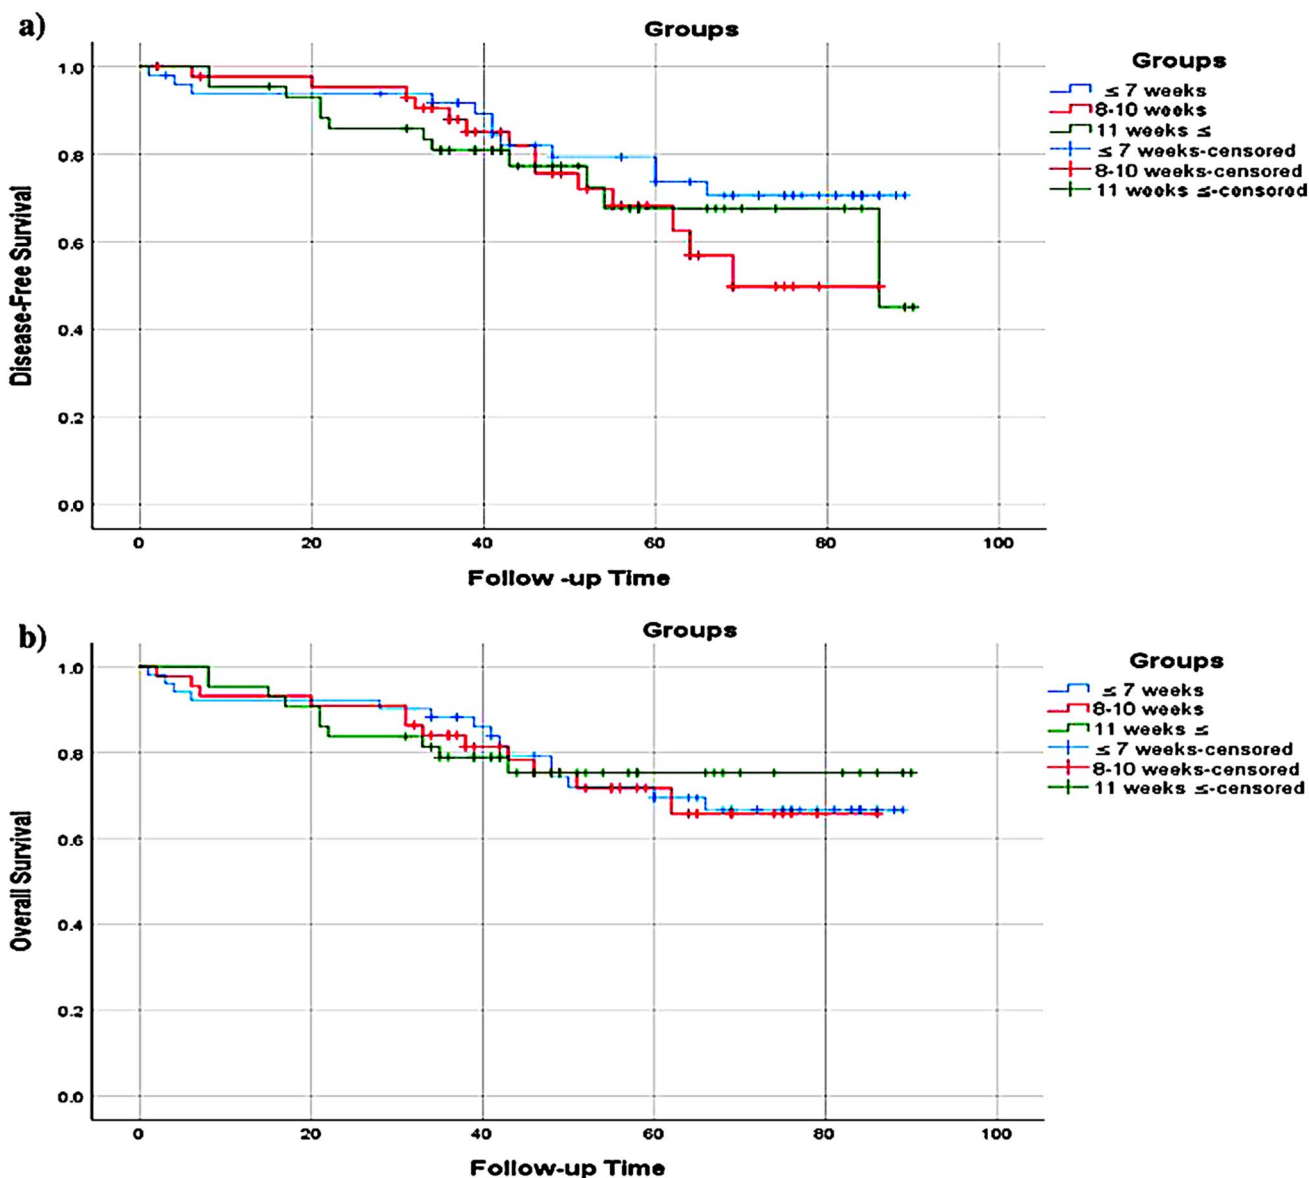 a)
Groups
Groups
≤ 7 weeks
8-10 weeks
11 weeks ≤
≤ 7 weeks-censored
8-10 weeks-censored
11 weeks ≤-censored
Disease-Free Survival
1.0
0.8
0.6
0.4
0.2
0.0
0 20 40 60 80 100
Follow -up Time
b)
Groups
Groups
≤ 7 weeks
8-10 weeks
11 weeks ≤
≤ 7 weeks-censored
8-10 weeks-censored
11 weeks ≤-censored
Overall Survival
1.0
0.8
0.6
0.4
0.2
0.0
0 20 40 60 80 100
Follow-up Time